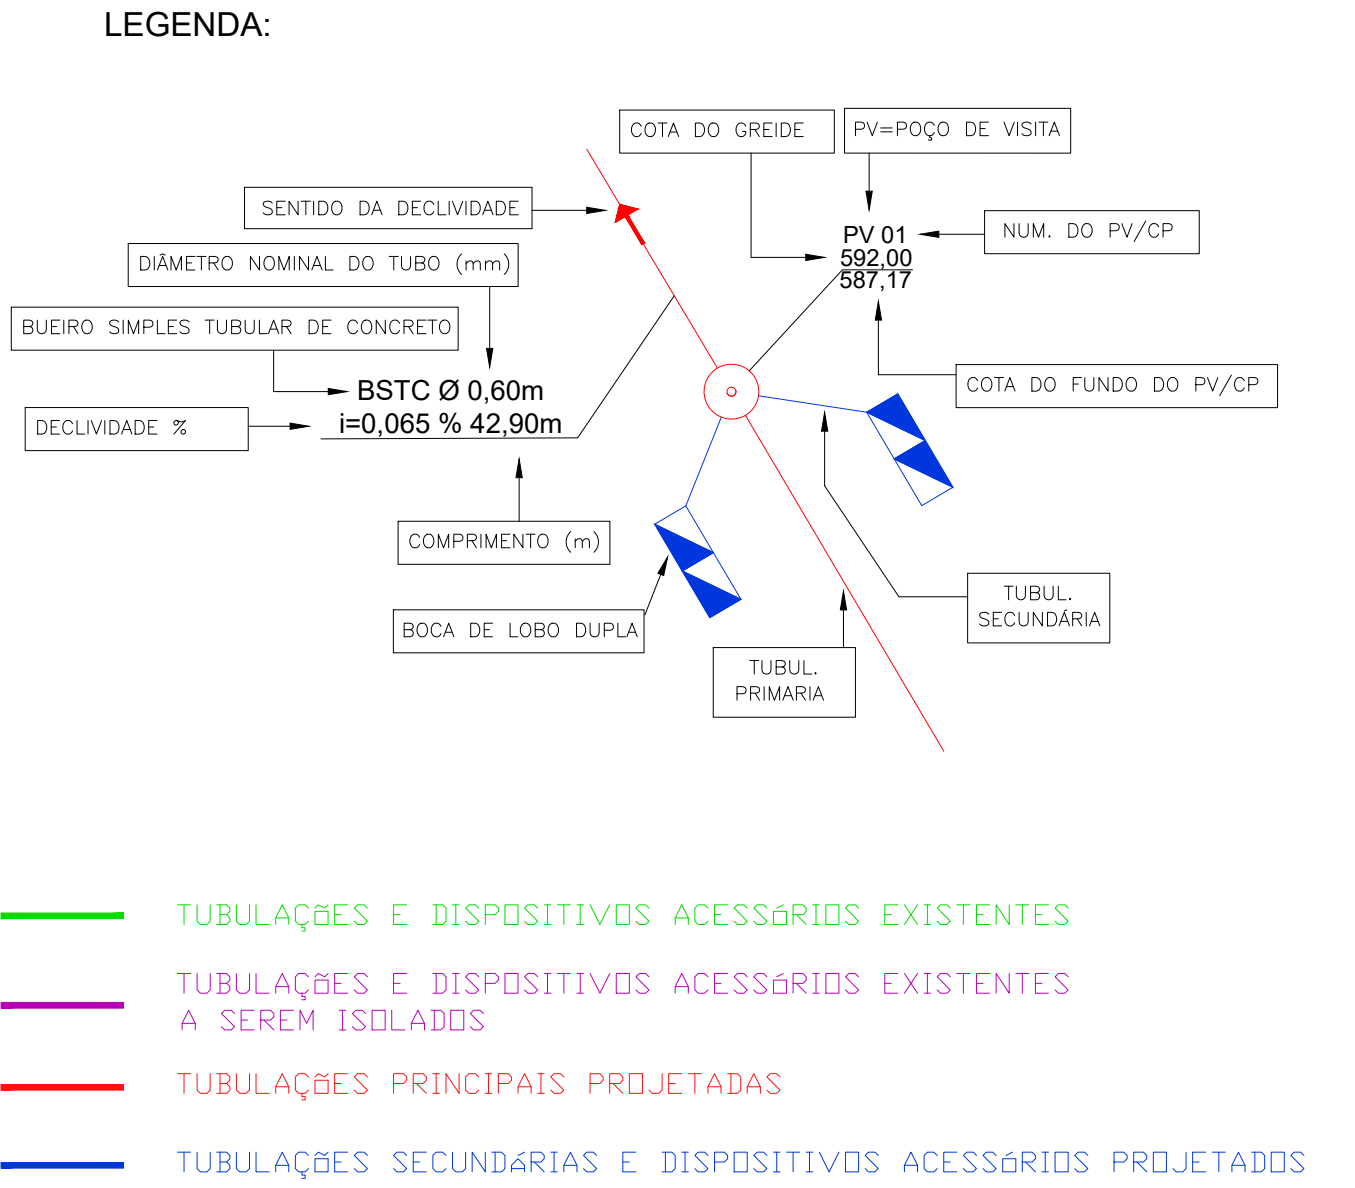 LEGENDA:
COTA DO GREIDE
PV=POÇO DE VISITA
SENTIDO DA DECLIVIDADE
NUM. DO PV/CP
PV 01
592,00
587,17
DIÂMETRO NOMINAL DO TUBO (mm)
BUEIRO SIMPLES TUBULAR DE CONCRETO
BSTC Ø 0,60m
i=0,065 % 42,90m
COTA DO FUNDO DO PV/CP
DECLIVIDADE %
COMPRIMENTO (m)
BOCA DE LOBO DUPLA
TUBUL.
SECUNDÁRIA
TUBUL.
PRIMARIA
TUBULAÇõES E DISPOSITIVOS ACESSóRIOS EXISTENTES
TUBULAÇõES E DISPOSITIVOS ACESSóRIOS EXISTENTES
A SEREM ISOLADOS
TUBULAÇõES PRINCIPAIS PROJETADAS
TUBULAÇõES SECUNDáRIAS E DISPOSITIVOS ACESSóRIOS PROJETADOS